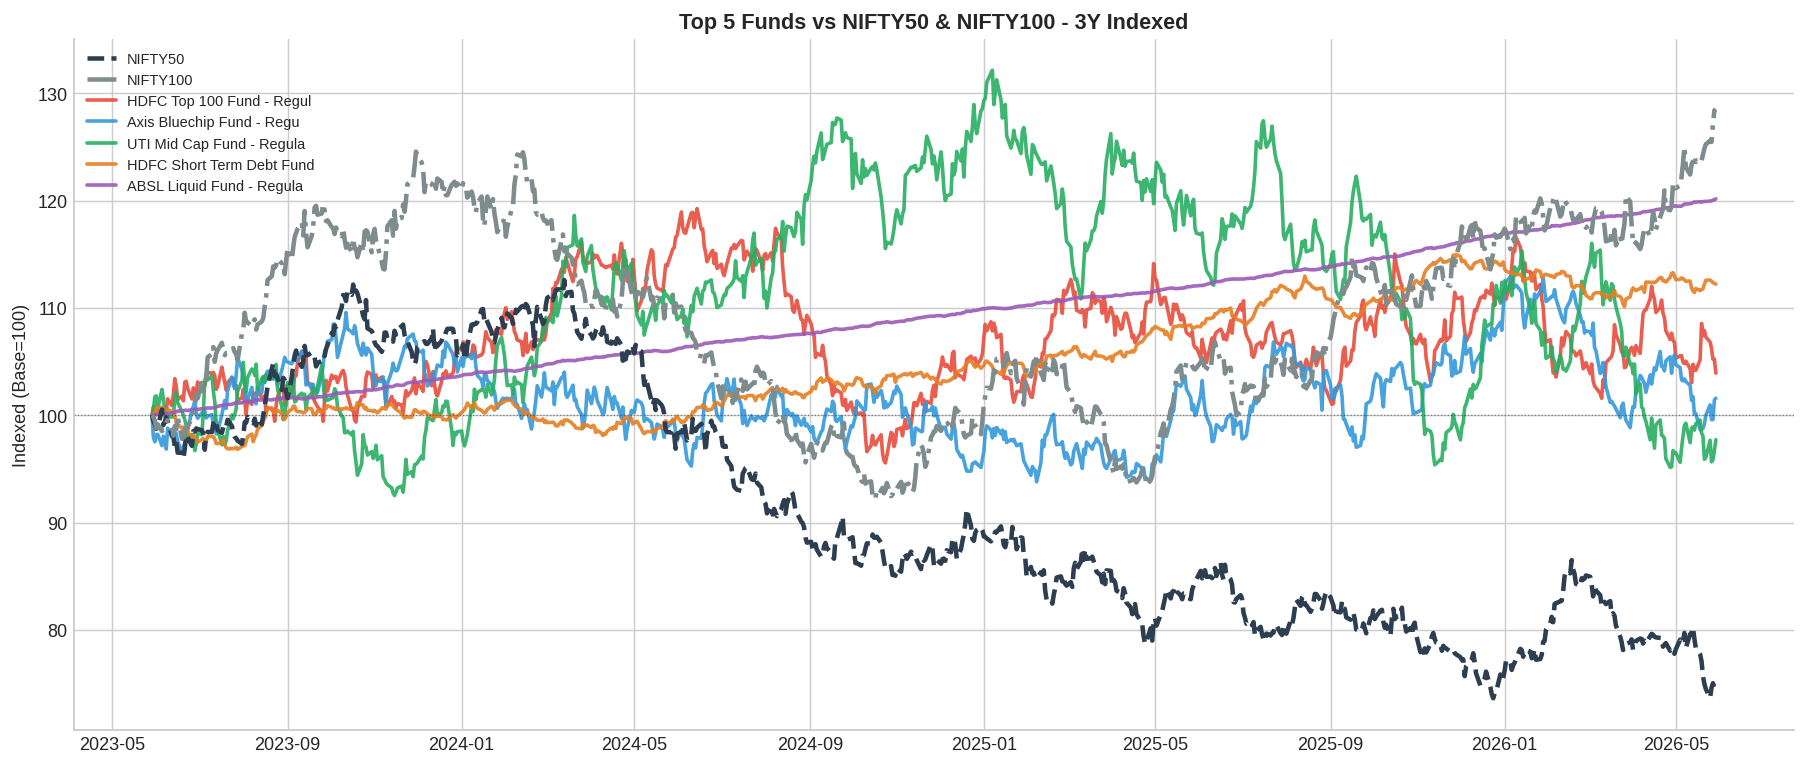 Top 5 Funds vs NIFTY50 & NIFTY100 - 3Y Indexed
NIFTY50
NIFTY100
HDFC Top 100 Fund - Regul
Axis Bluechip Fund - Regu
UTI Mid Cap Fund - Regula
HDFC Short Term Debt Fund
ABSL Liquid Fund - Regula
Indexed (Base=100)
130
120
110
100
90
80
2023-05
2023-09
2024-01
2024-05
2024-09
2025-01
2025-05
2025-09
2026-01
2026-05